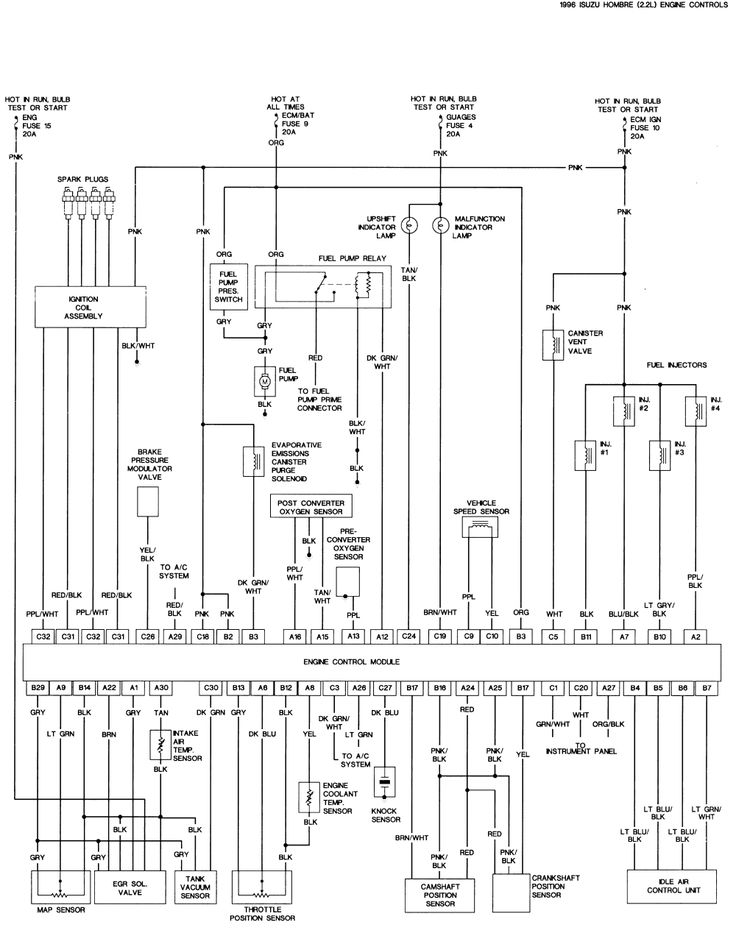 1996 ISUZU HOMBRE (2.2L) ENGINE CONTROLS
HOT IN RUN, BULB
TEST OR START
ENG
FUSE 15
20A
PNK
HOT AT
ALL TIMES
ECM/BAT
FUSE 9
20A
ORG
HOT IN RUN, BULB
TEST OR START
GUAGES
FUSE 4
20A
PNK
HOT IN RUN, BULB
TEST OR START
ECM IGN
FUSE 10
20A
PNK
PNK
SPARK PLUGS
PNK
PNK
PNK
UPSHIFT
INDICATOR
LAMP
MALFUNCTION
INDICATOR
LAMP
ORG
ORG
FUEL PUMP RELAY
FUEL
PUMP
PRES.
SWITCH
TAN/
BLK
IGNITION
COIL
ASSEMBLY
PNK
PNK
GRY
GRY
BLK/WHT
GRY
RED
DK GRN/
WHT
CANISTER
VENT
VALVE
FUEL
PUMP
M
BLK
TO FUEL
PUMP PRIME
CONNECTOR
FUEL INJECTORS
INJ.
#2
INJ.
#4
INJ.
#1
INJ.
#3
BLK/
WHT
BLK
BRAKE
PRESSURE
MODULATOR
VALVE
EVAPORATIVE
EMISSIONS
CANISTER
PURGE
SOLENOID
POST CONVERTER
OXYGEN SENSOR
VEHICLE
SPEED SENSOR
PRE-
CONVERTER
OXYGEN
SENSOR
BLK
YEL/
BLK
TO A/C
SYSTEM
DK GRN/
WHT
PPL/
WHT
TAN/
WHT
PPL
PPL/
BLK
PPL/WHT
RED/BLK
PPL/WHT
RED/BLK
RED/
BLK
PNK
PNK
PPL
BRN/WHT
YEL
ORG
WHT
BLK
BLU/BLK
LT GRY/
BLK
C32 C31 C32 C31 C26 A29 C16 B2 B3 A16 A15 A13 A12 C24 C19 C9 C10 B3 C5 B11 A7 B10 A2
ENGINE CONTROL MODULE
B29 A9 B14 A22 A1 A30 C30 B13 A6 B12 A8 C3 A26 C27 B17 B16 A24 A25 B17 C1 C20 A27 B4 B5 B6 B7
GRY
LT GRN
BLK
BRN
GRY
TAN
DK GRN
GRY
DK BLU
BLK
YEL
DK GRN/
WHT
LT GRN
DK BLU
RED
GRN/WHT
WHT
ORG/BLK
TO
INSTRUMENT PANEL
INTAKE
AIR
TEMP.
SENSOR
BLK
TO A/C
SYSTEM
PNK/
BLK
PNK/
BLK
YEL
ENGINE
COOLANT
TEMP.
SENSOR
BLK
KNOCK
SENSOR
BLK
BLK
BRN/WHT
RED
LT BLU/
BLK
LT GRN/
WHT
LT BLU/
BLK
LT BLU/
BLK
GRY
GRY
GRY
BLK
PNK/
BLK
RED
PNK/
BLK
MAP SENSOR
EGR SOL.
VALVE
TANK
VACUUM
SENSOR
THROTTLE
POSITION SENSOR
CAMSHAFT
POSITION
SENSOR
CRANKSHAFT
POSITION
SENSOR
IDLE AIR
CONTROL UNIT